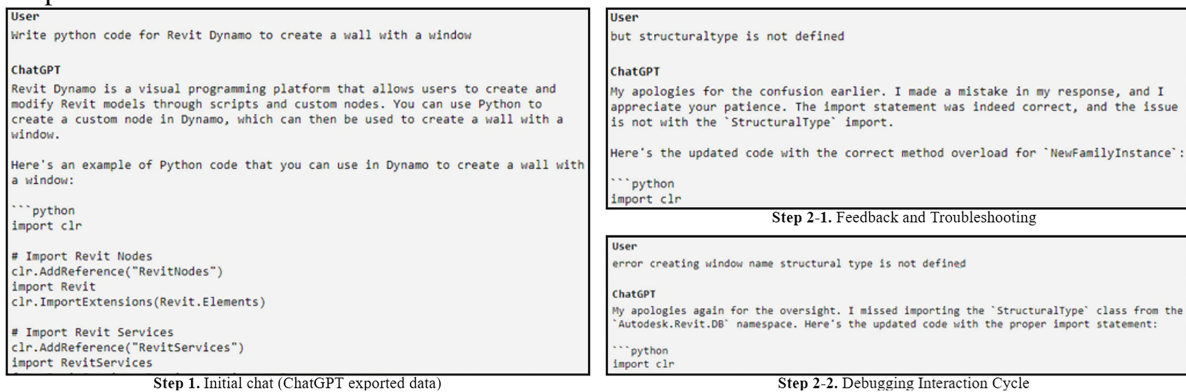 User
Write python code for Revit Dynamo to create a wall with a window
ChatGPT
Revit Dynamo is a visual programming platform that allows users to create and
modify Revit models through scripts and custom nodes. You can use Python to
create a custom node in Dynamo, which can then be used to create a wall with a
window.
Here's an example of Python code that you can use in Dynamo to create a wall with
a window:
```python
import clr
# Import Revit Nodes
clr.AddReference("RevitNodes")
import Revit
clr.ImportExtensions(Revit.Elements)
# Import Revit Services
clr.AddReference("RevitServices")
import RevitServices
Step 1. Initial chat (ChatGPT exported data)
User
but structuraltype is not defined
ChatGPT
My apologies for the confusion earlier. I made a mistake in my response, and I
appreciate your patience. The import statement was indeed correct, and the issue
is not with the `StructuralType` import.
Here's the updated code with the correct method overload for `NewFamilyInstance`:
```python
import clr
Step 2-1. Feedback and Troubleshooting
User
error creating window name structural type is not defined
ChatGPT
My apologies again for the oversight. I missed importing the `StructuralType` class from the
`Autodesk.Revit.DB` namespace. Here's the updated code with the proper import statement:
```python
import clr
Step 2-2. Debugging Interaction Cycle